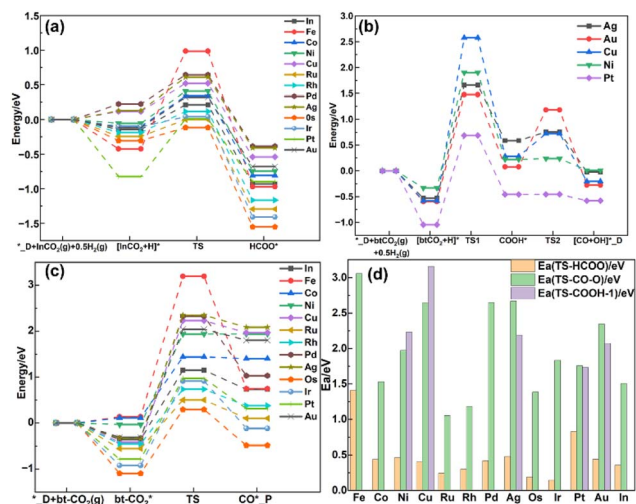 (a)
In
Fe
Co
Ni
Cu
Ru
Rh
Pd
Ag
0s
Ir
Pt
Au
Energy/eV
1.5
1.0
0.5
0.0
-0.5
-1.0
-1.5
*_D+lnCO₂(g)+0.5H₂(g)
[lnCO₂+H]*
TS
HCOO*
(b)
Ag
Au
Cu
Ni
Pt
Energy/eV
3.0
2.5
2.0
1.5
1.0
0.5
0.0
-0.5
-1.0
*_D+btCO₂(g)
+0.5H₂(g)
[btCO₂+H]*
TS1
COOH*
TS2
[CO+OH]*_D
(c)
In
Fe
Co
Ni
Cu
Ru
Rh
Pd
Ag
Os
Ir
Pt
Au
Energy/eV
3
2
1
0
−1
*_D+bt-CO₂(g)
bt-CO₂*
TS
CO*_P
(d)
Ea(TS-HCOO)/eV
Ea(TS-CO-O)/eV
Ea(TS-COOH-1)/eV
Ea/eV
3.0
2.5
2.0
1.5
1.0
0.5
0.0
Fe Co Ni Cu Ru Rh Pd Ag Os Ir Pt Au In